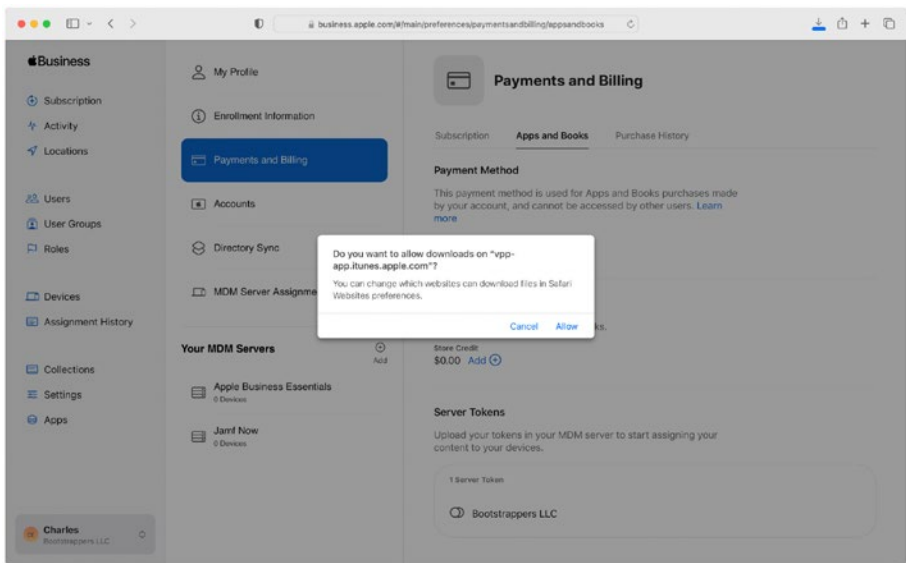 business.apple.com/#/main/preferences/paymentsandbilling/appsandbooks
Business
Subscription
Activity
Locations
Users
User Groups
Roles
Devices
Assignment History
Collections
Settings
Apps
Charles
Bootstrappers LLC
My Profile
Enrollment Information
Payments and Billing
Accounts
Directory Sync
MDM Server Assignme
Your MDM Servers
Add
Apple Business Essentials
0 Devices
Jamf Now
0 Devices
Payments and Billing
Subscription Apps and Books Purchase History
Payment Method
This payment method is used for Apps and Books purchases made
by your account, and cannot be accessed by other users. Learn
more
Do you want to allow downloads on "vpp-
app.itunes.apple.com"?
You can change which websites can download files in Safari
Websites preferences.
Cancel Allow
ks.
Store Credit
$0.00 Add
Server Tokens
Upload your tokens in your MDM server to start assigning your
content to your devices.
1 Server Token
Bootstrappers LLC